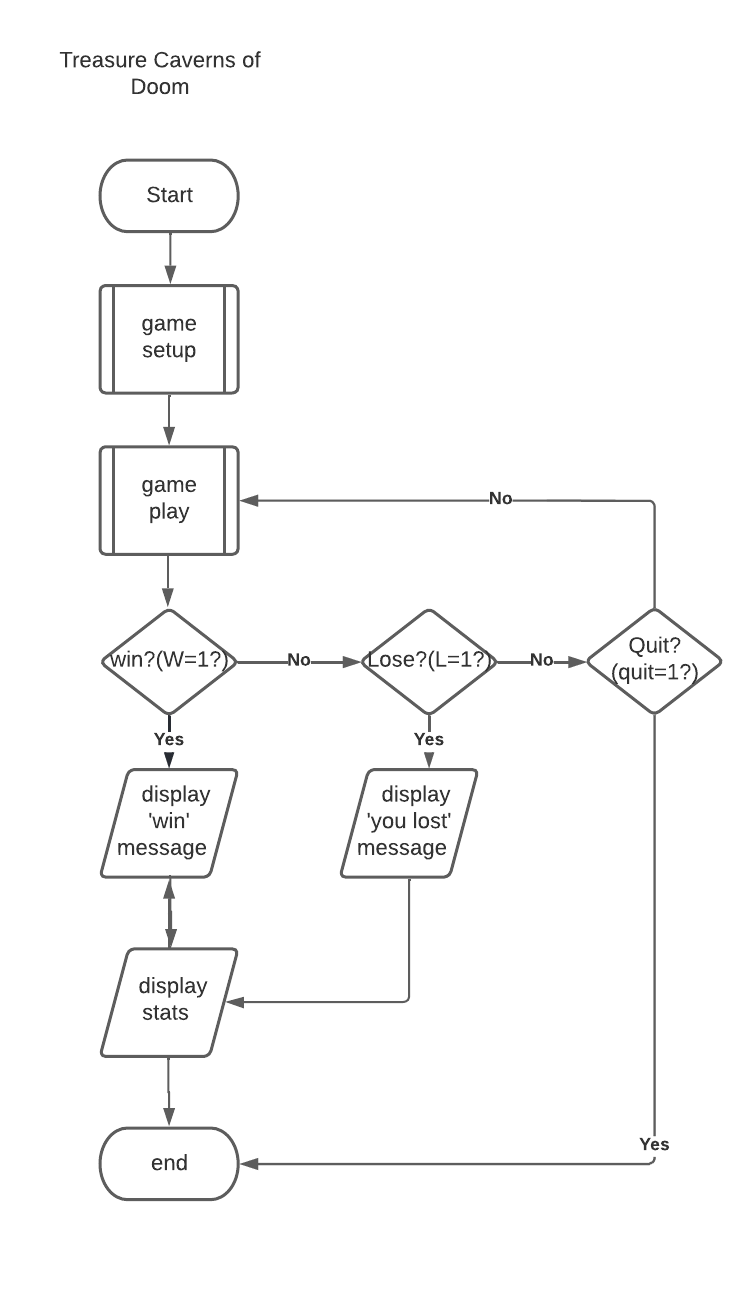 Treasure Caverns of
Doom
Start
game
setup
game
play
No
win?(W=1?)
No
Lose?(L=1?)
No
Quit?
(quit=1?)
Yes
Yes
display
'win'
message
display
'you lost'
message
display
stats
Yes
end